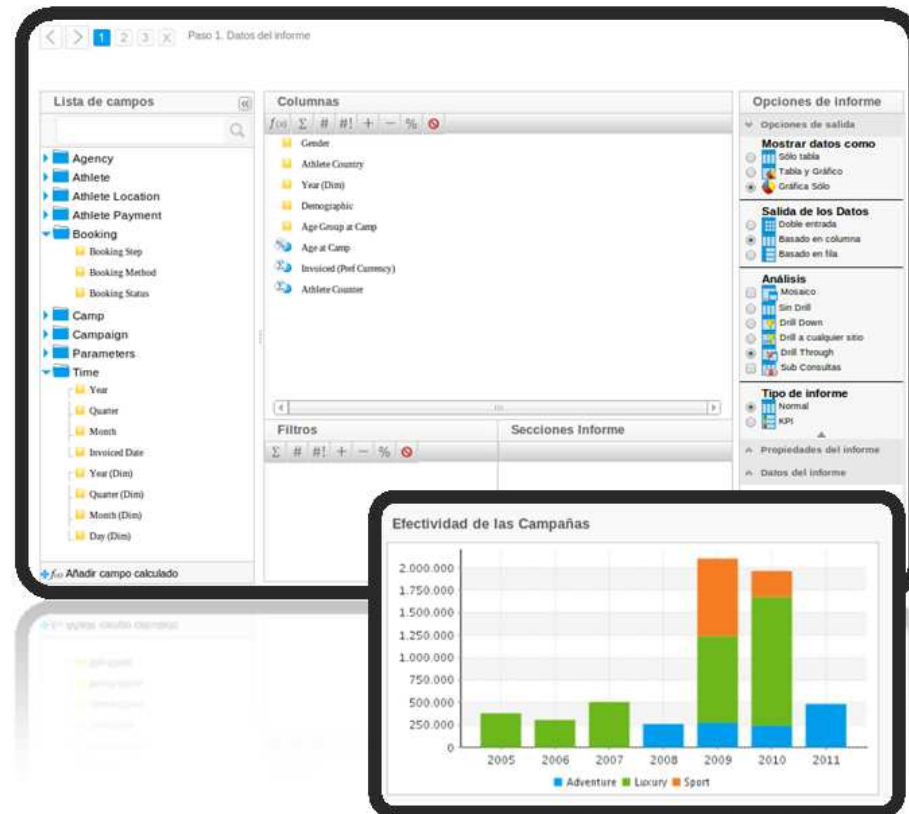 1 2 3 X Paso 1. Datos del informe
Lista de campos
Agency
Athlete
Athlete Location
Athlete Payment
Booking
Booking Step
Booking Method
Booking Status
Camp
Campaign
Parameters
Time
Year
Quarter
Month
Invoiced Date
Year (Dim)
Quarter (Dim)
Month (Dim)
Day (Dim)
f(x) Añadir campo calculado
Columnas
f(x) Σ # #! + − %
Gender
Athlete Country
Year (Dim)
Demographic
Age Group at Camp
Age at Camp
Invoiced (Pref Currency)
Athlete Counter
Filtros
Σ # #! + − %
Secciones Informe
Opciones de informe
Opciones de salida
Mostrar datos como
Sólo tabla
Tabla y Gráfico
Gráfica Sólo
Salida de los Datos
Doble entrada
Basado en columna
Basado en fila
Análisis
Mosaico
Sin Drill
Drill Down
Drill a cualquier sitio
Drill Through
Sub Consultas
Tipo de informe
Normal
KPI
Propiedades del informe
Datos del informe
Efectividad de las Campañas
2.000.000
1.750.000
1.500.000
1.250.000
1.000.000
750.000
500.000
250.000
0
2005 2006 2007 2008 2009 2010 2011
Adventure Luxury Sport